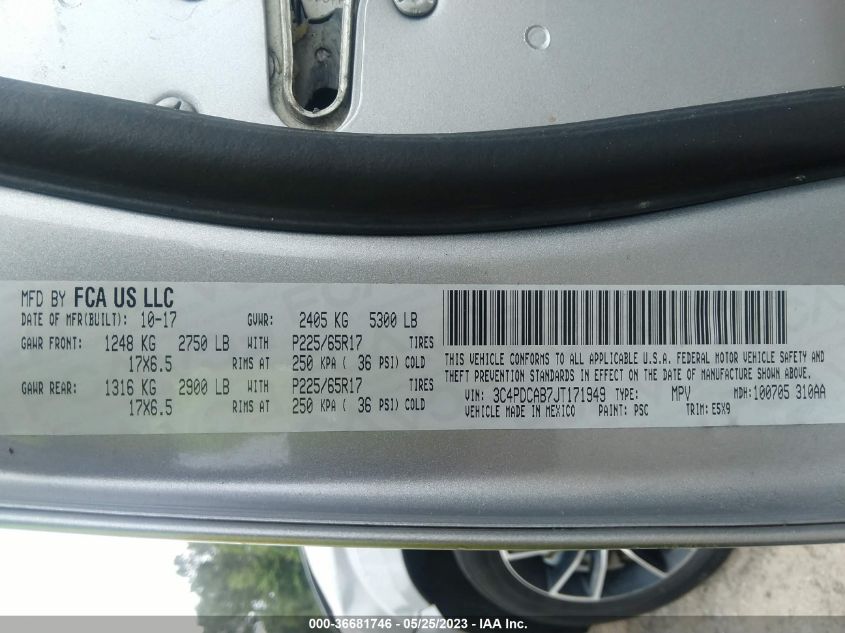 MFD BY FCA US LLC
DATE OF MFR(BUILT): 10-17 GVWR: 2405 KG 5300 LB
GAWR FRONT: 1248 KG 2750 LB WITH P225/65R17 TIRES
17X6.5 RIMS AT 250 KPA ( 36 PSI) COLD
GAWR REAR: 1316 KG 2900 LB WITH P225/65R17 TIRES
17X6.5 RIMS AT 250 KPA ( 36 PSI) COLD
THIS VEHICLE CONFORMS TO ALL APPLICABLE U.S.A. FEDERAL MOTOR VEHICLE SAFETY AND
THEFT PREVENTION STANDARDS IN EFFECT ON THE DATE OF MANUFACTURE SHOWN ABOVE.
VIN: 3C4PDCAB7JT171949 TYPE: MPV MDH: 100705 310AA
VEHICLE MADE IN MEXICO PAINT: PSC TRIM: E5X9
000-36681746 - 05/25/2023 - IAA Inc.